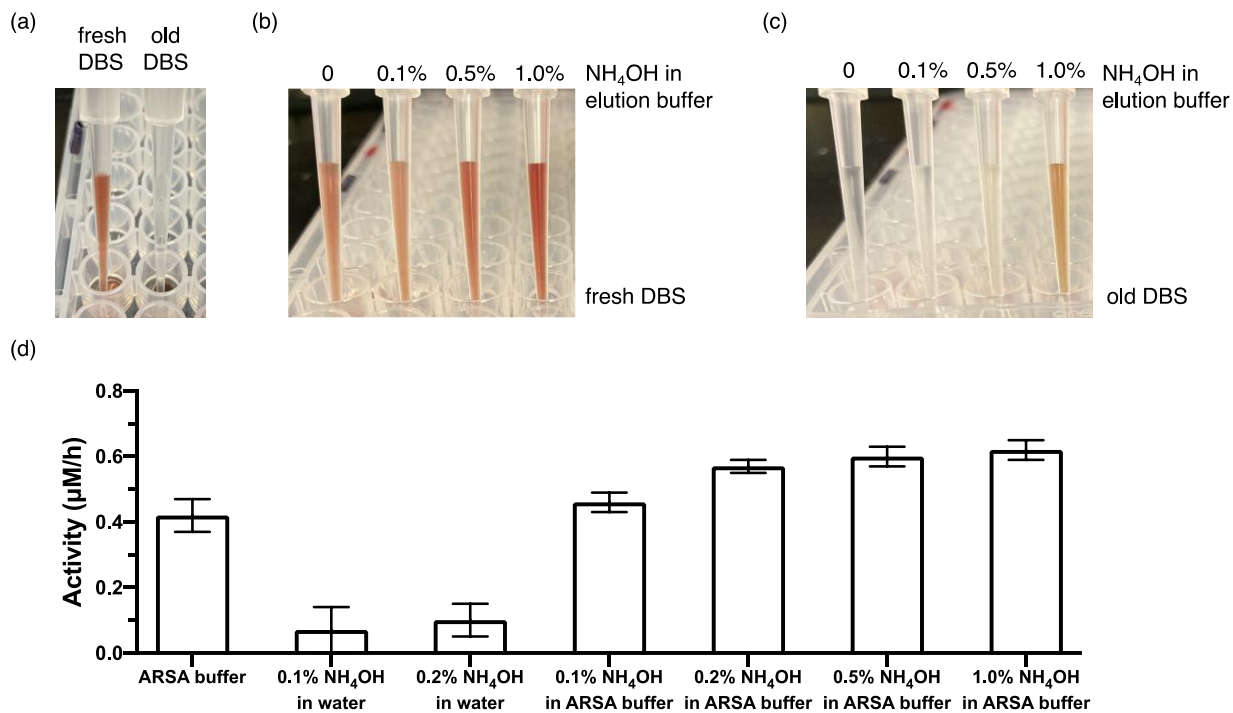 (a)
fresh old
DBS DBS
(b)
0 0.1% 0.5% 1.0% NH₄OH in
elution buffer
fresh DBS
(c)
0 0.1% 0.5% 1.0% NH₄OH in
elution buffer
old DBS
(d)
Activity (µM/h)
0.8
0.6
0.4
0.2
0.0
ARSA buffer
0.1% NH₄OH
in water
0.2% NH₄OH
in water
0.1% NH₄OH
in ARSA buffer
0.2% NH₄OH
in ARSA buffer
0.5% NH₄OH
in ARSA buffer
1.0% NH₄OH
in ARSA buffer